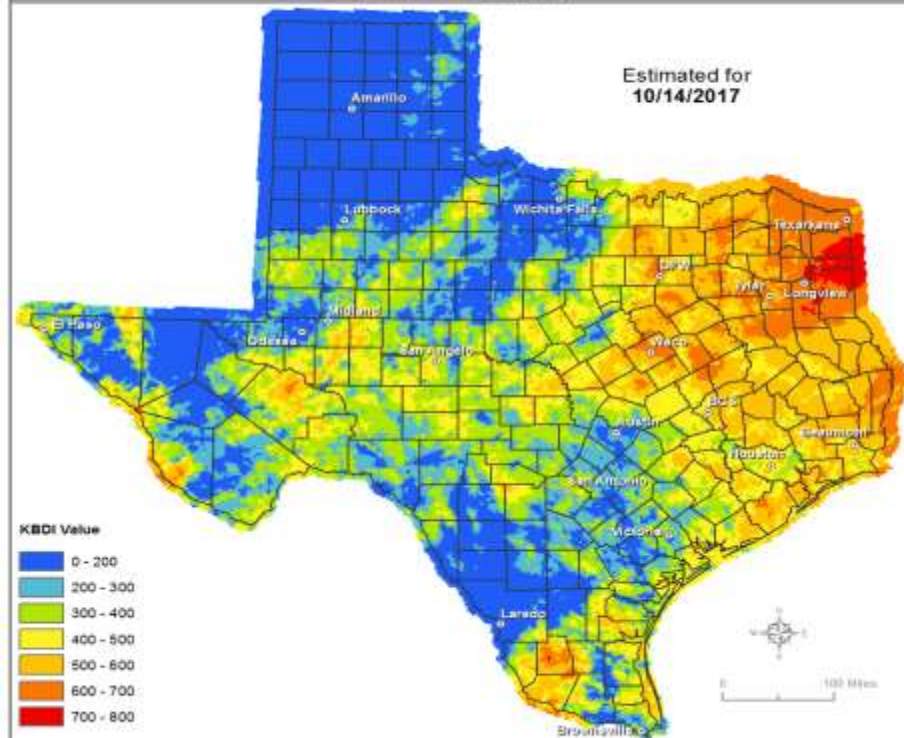 Estimated for
10/14/2017
Amarillo
Lubbock
Wichita Falls
Texarkana
DFW
Tyler
Longview
El Paso
Midland
Odessa
San Angelo
Waco
BCS
Austin
Beaumont
Houston
San Antonio
Victoria
Laredo
Brownsville
KBDI Value
0 - 200
200 - 300
300 - 400
400 - 500
500 - 600
600 - 700
700 - 800
0 100 Miles